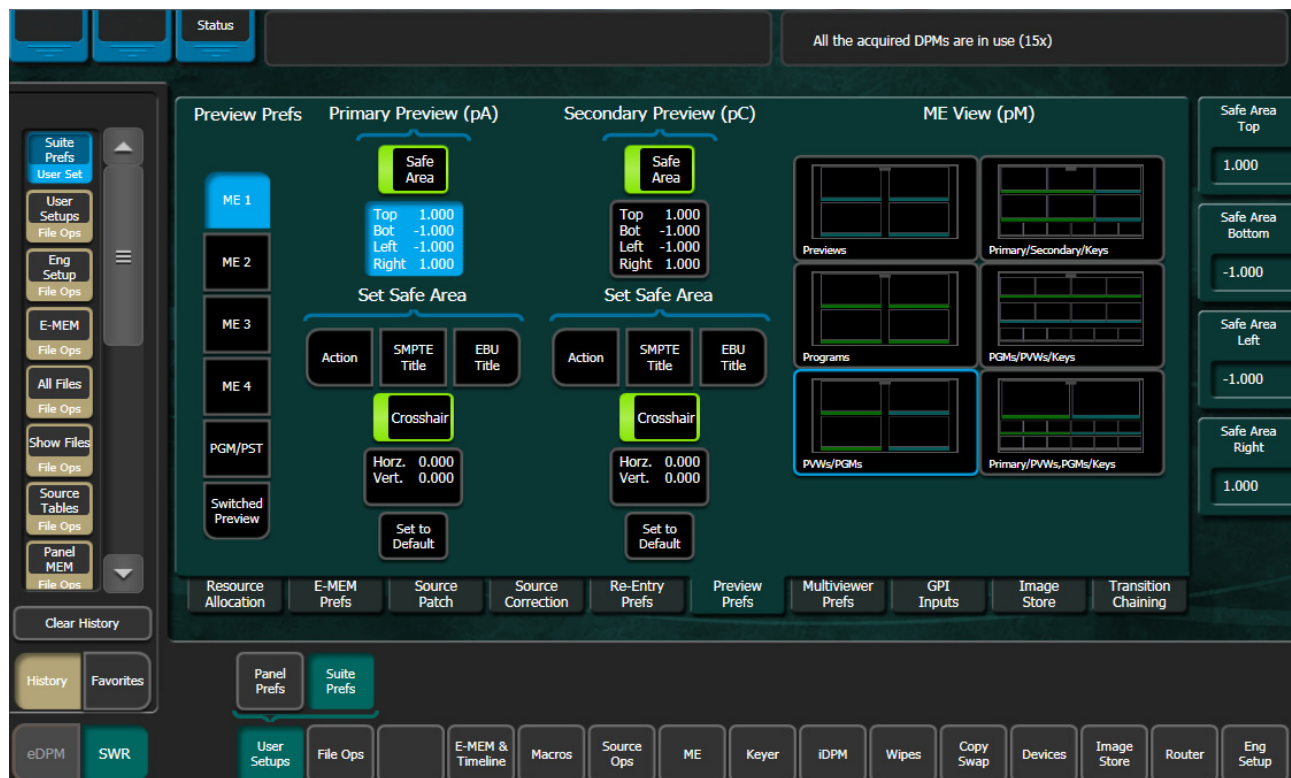 Status
All the acquired DPMs are in use (15x)
Suite
Prefs
User Set
User
Setups
File Ops
Eng
Setup
File Ops
E-MEM
File Ops
All Files
File Ops
Show Files
File Ops
Source
Tables
File Ops
Panel
MEM
File Ops
Clear History
History
Favorites
eDPM
SWR
Preview Prefs
ME 1
ME 2
ME 3
ME 4
PGM/PST
Switched
Preview
Primary Preview (pA)
Safe
Area
Top 1.000
Bot -1.000
Left -1.000
Right 1.000
Set Safe Area
Action
SMPTE
Title
EBU
Title
Crosshair
Horz. 0.000
Vert. 0.000
Set to
Default
Secondary Preview (pC)
Safe
Area
Top 1.000
Bot -1.000
Left -1.000
Right 1.000
Set Safe Area
Action
SMPTE
Title
EBU
Title
Crosshair
Horz. 0.000
Vert. 0.000
Set to
Default
ME View (pM)
Previews
Primary/Secondary/Keys
Programs
PGMs/PVWs/Keys
PVWs/PGMs
Primary/PVWs,PGMs/Keys
Safe Area
Top
1.000
Safe Area
Bottom
-1.000
Safe Area
Left
-1.000
Safe Area
Right
1.000
Resource
Allocation
E-MEM
Prefs
Source
Patch
Source
Correction
Re-Entry
Prefs
Preview
Prefs
Multiviewer
Prefs
GPI
Inputs
Image
Store
Transition
Chaining
Panel
Prefs
Suite
Prefs
User
Setups
File Ops
E-MEM &
Timeline
Macros
Source
Ops
ME
Keyer
iDPM
Wipes
Copy
Swap
Devices
Image
Store
Router
Eng
Setup